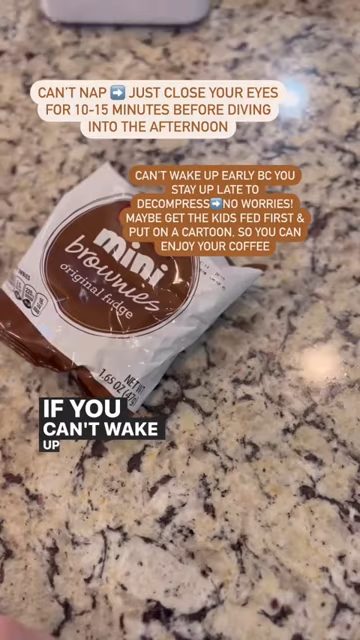 CAN'T NAP ➡️ JUST CLOSE YOUR EYES
FOR 10-15 MINUTES BEFORE DIVING
INTO THE AFTERNOON
CAN'T WAKE UP EARLY BC YOU
STAY UP LATE TO
DECOMPRESS➡️NO WORRIES!
MAYBE GET THE KIDS FED FIRST &
PUT ON A CARTOON, SO YOU CAN
ENJOY YOUR COFFEE
mini
brownies
original fudge
NET WT
1.65 OZ (47g)
IF YOU
CAN'T WAKE
UP